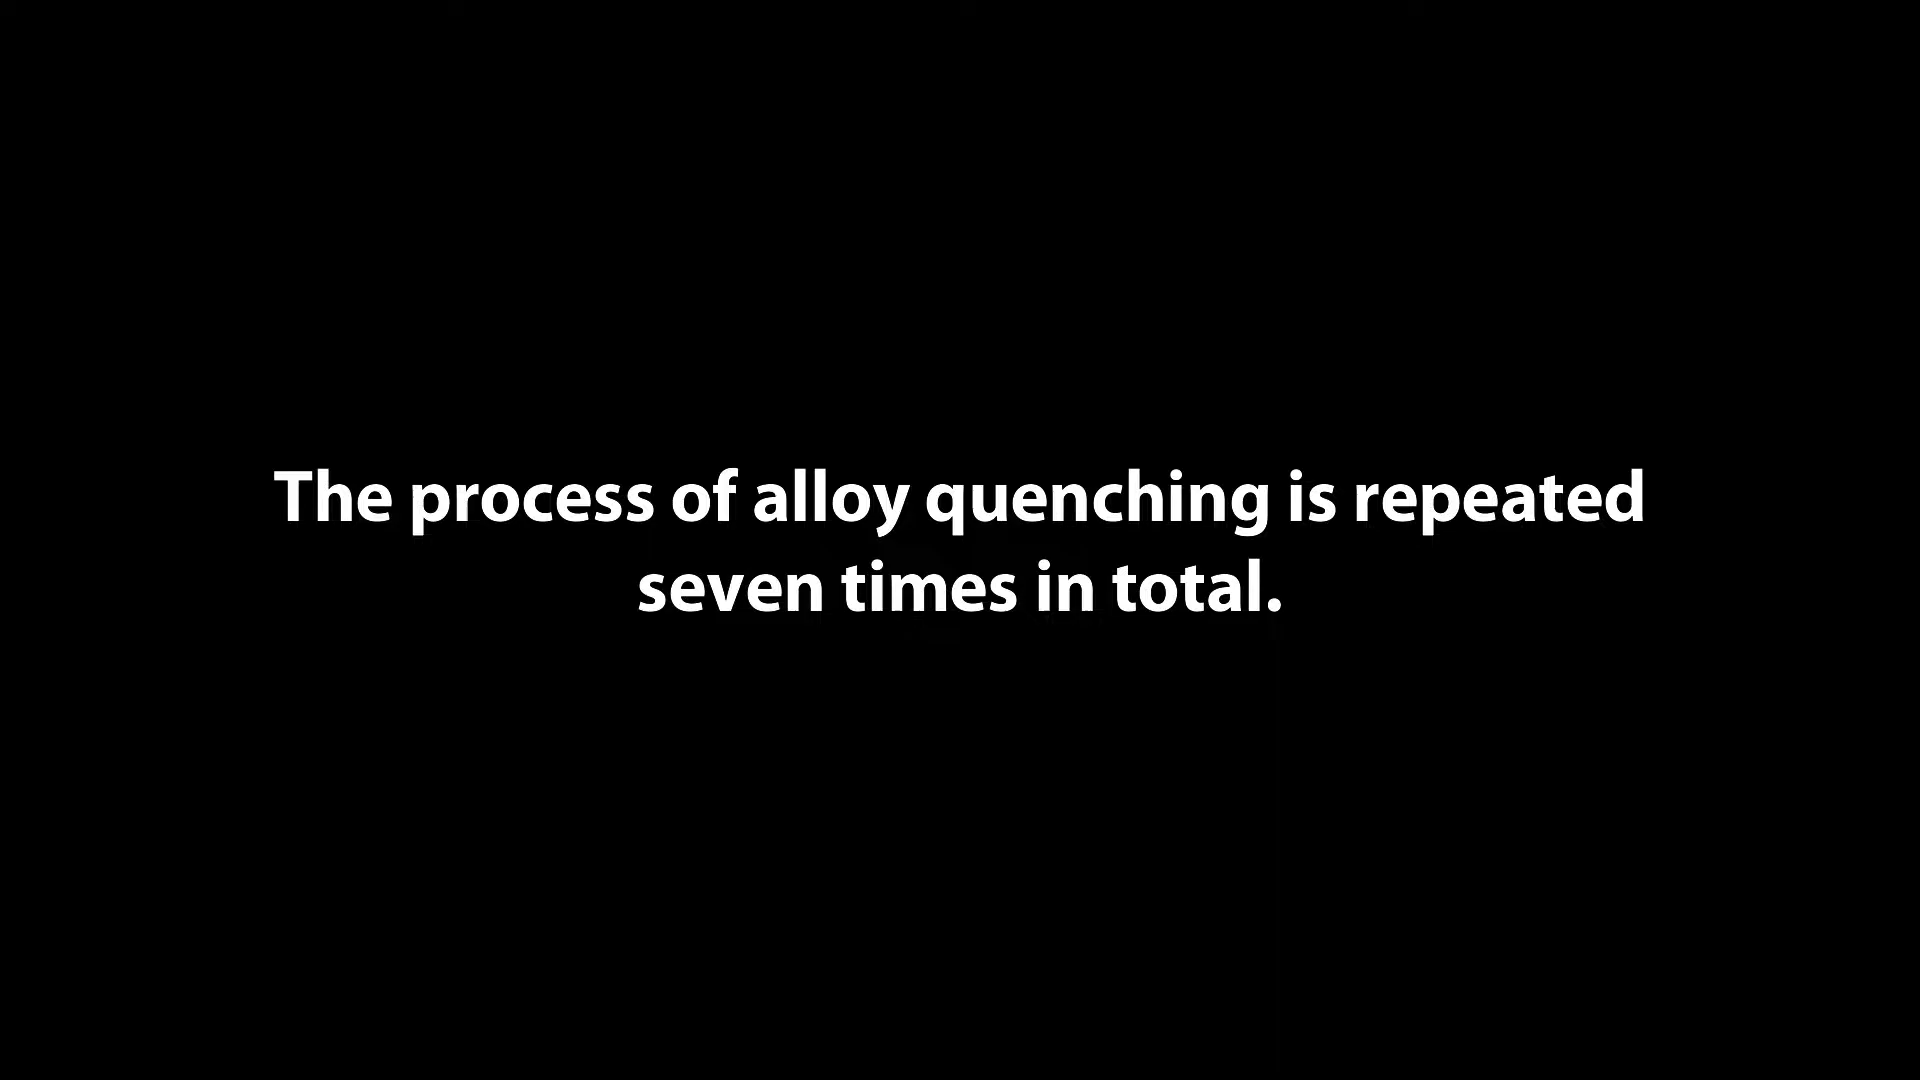 The process of alloy quenching is repeated
seven times in total.